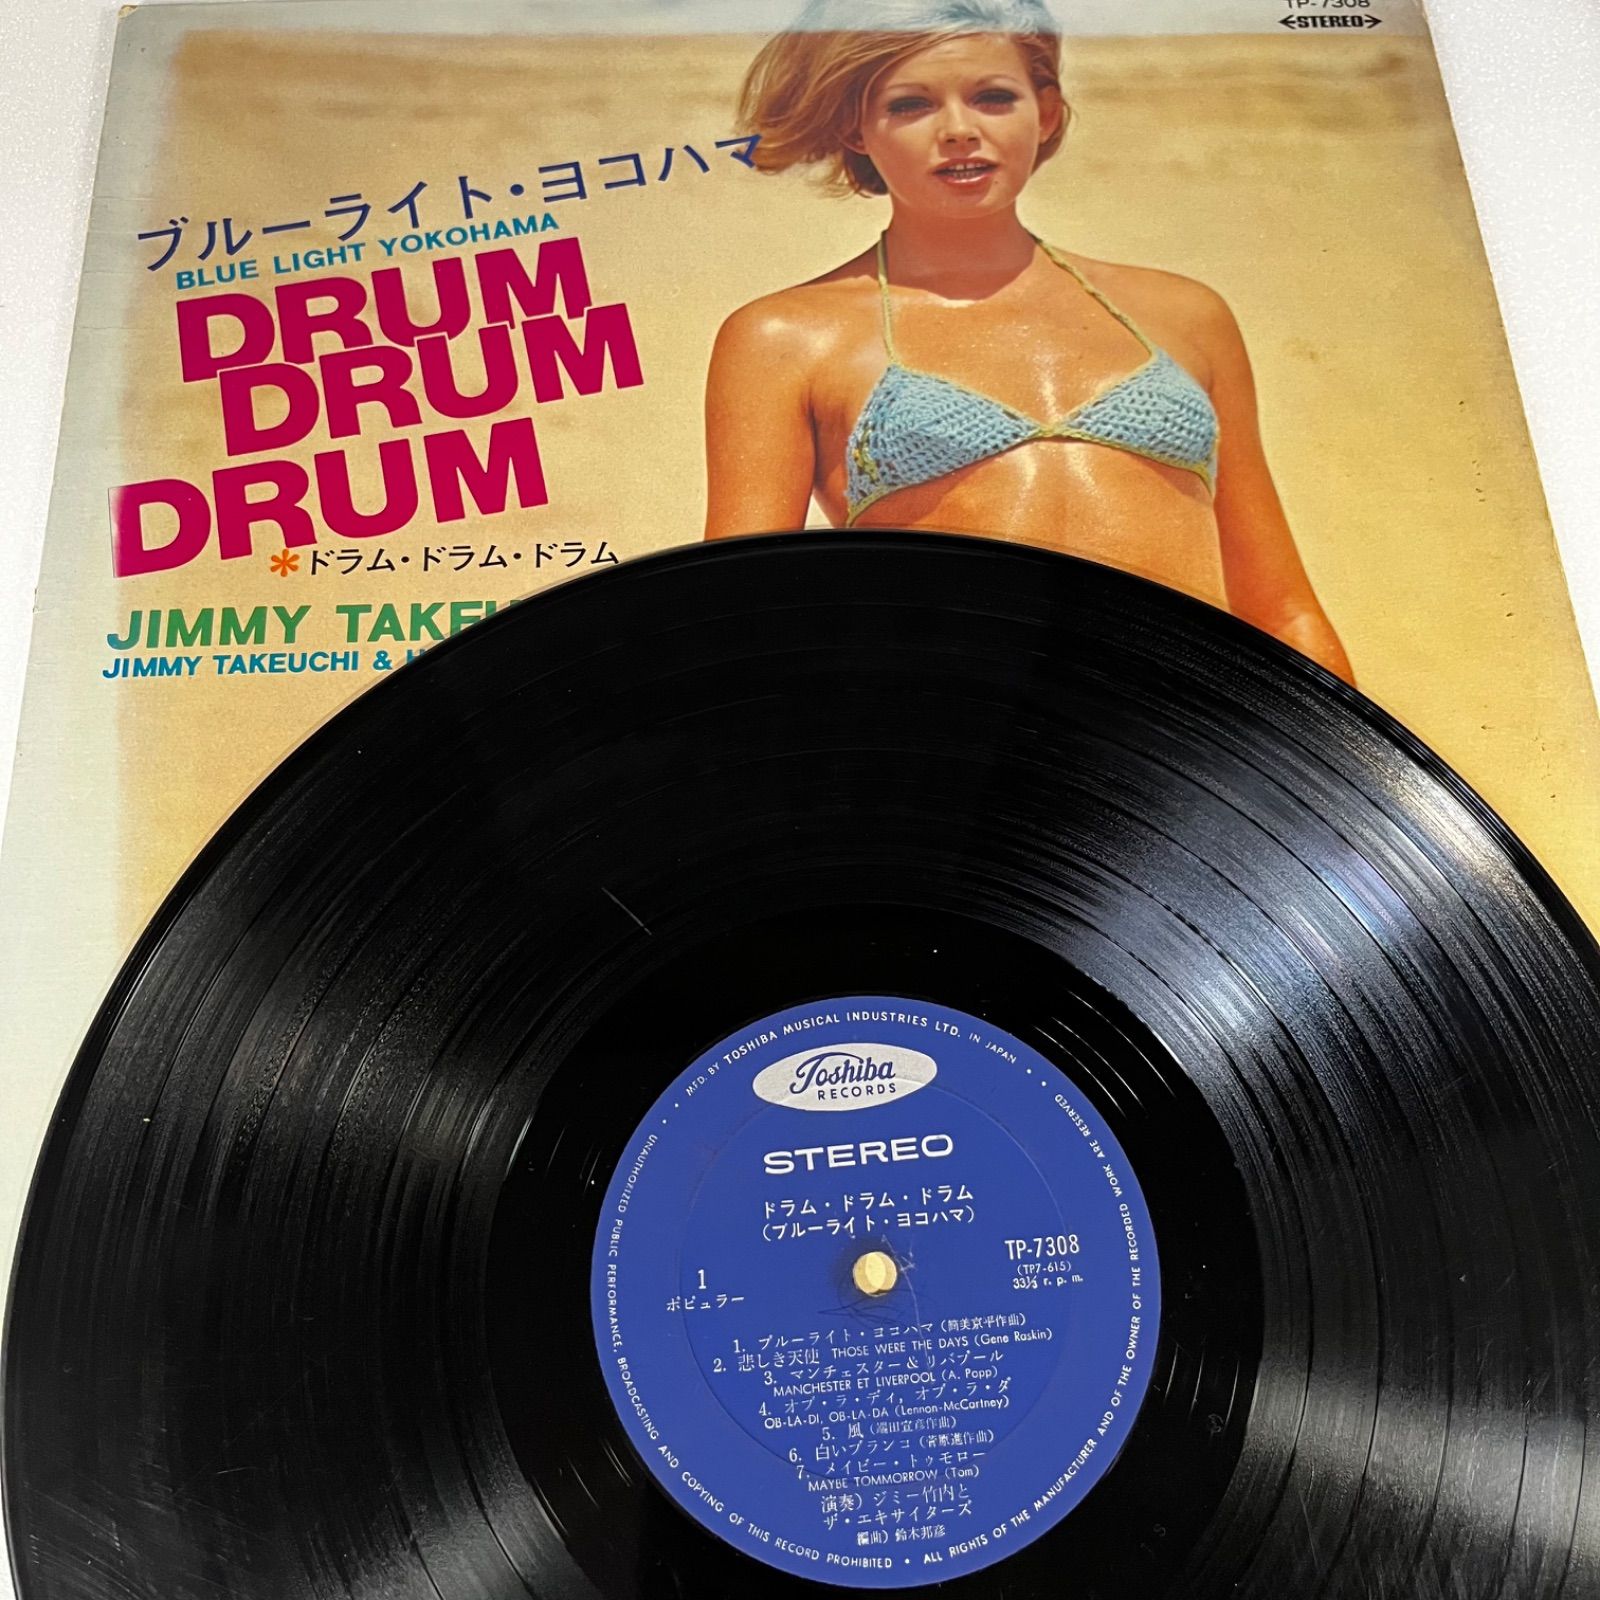 TP-7308
STEREO
ブルーライト・ヨコハマ
BLUE LIGHT YOKOHAMA
DRUM
DRUM
DRUM
*ドラム・ドラム・ドラム
JIMMY
JIMMY TAKEUCHI &
MFD. BY TOSHIBA MUSICAL INDUSTRIES LTD. IN JAPAN
Toshiba
RECORDS
STEREO
ドラム・ドラム・ドラム
(ブルーライト・ヨコハマ)
TP-7308
(TP7-615)
33⅓ r. p. m.
1
ポピュラー
1. ブルーライト・ヨコハマ (筒美京平作曲)
2. 悲しき天使 THOSE WERE THE DAYS (Gene Raskin)
3. マンチェスター & リバプール
MANCHESTER ET LIVERPOOL (A. Popp)
4. オブ・ラ・ディ, オブ・ラ・ダ
OB-LA-DI, OB-LA-DA (Lennon-McCartney)
5. 風 (端田宣彦作曲)
6. 白いブランコ (菅原進作曲)
7. メイビー・トゥモロー
MAYBE TOMMORROW (Tom)
演奏) ジミー竹内と
ザ・エキサイターズ
編曲) 鈴木邦彦
UNAUTHORIZED PUBLIC PERFORMANCE, BROADCASTING AND COPYING OF THIS RECORD PROHIBITED • ALL RIGHTS OF THE MANUFACTURER AND OF THE OWNER OF THE RECORDED WORK ARE RESERVED